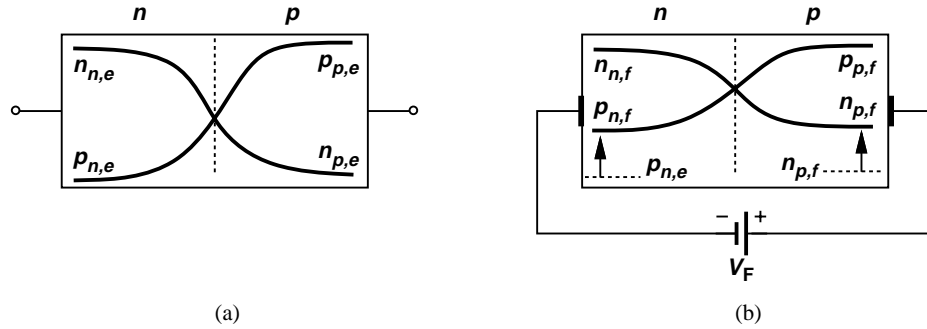 n p
n p
n_{n,e}
p_{p,e}
p_{n,e}
n_{p,e}
n_{n,f}
p_{p,f}
p_{n,f}
n_{p,f}
p_{n,e}
n_{p,f}
− +
V_F
(a)
(b)